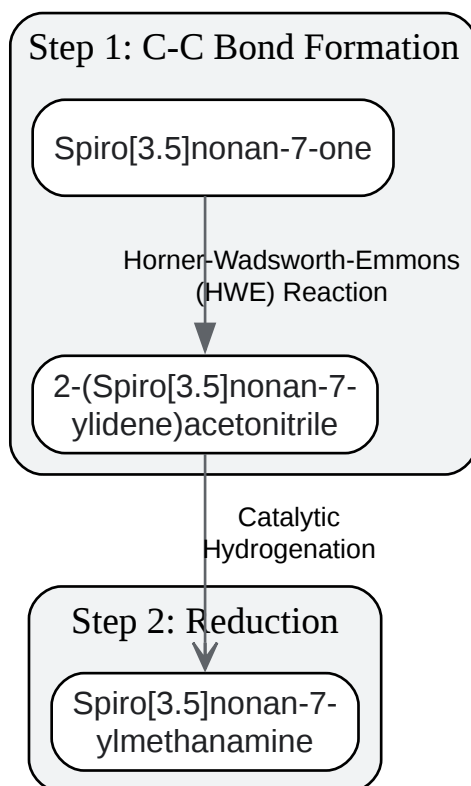 Step 1: C-C Bond Formation
Spiro[3.5]nonan-7-one
Horner-Wadsworth-Emmons
(HWE) Reaction
2-(Spiro[3.5]nonan-7-
ylidene)acetonitrile
Catalytic
Hydrogenation
Step 2: Reduction
Spiro[3.5]nonan-7-
ylmethanamine